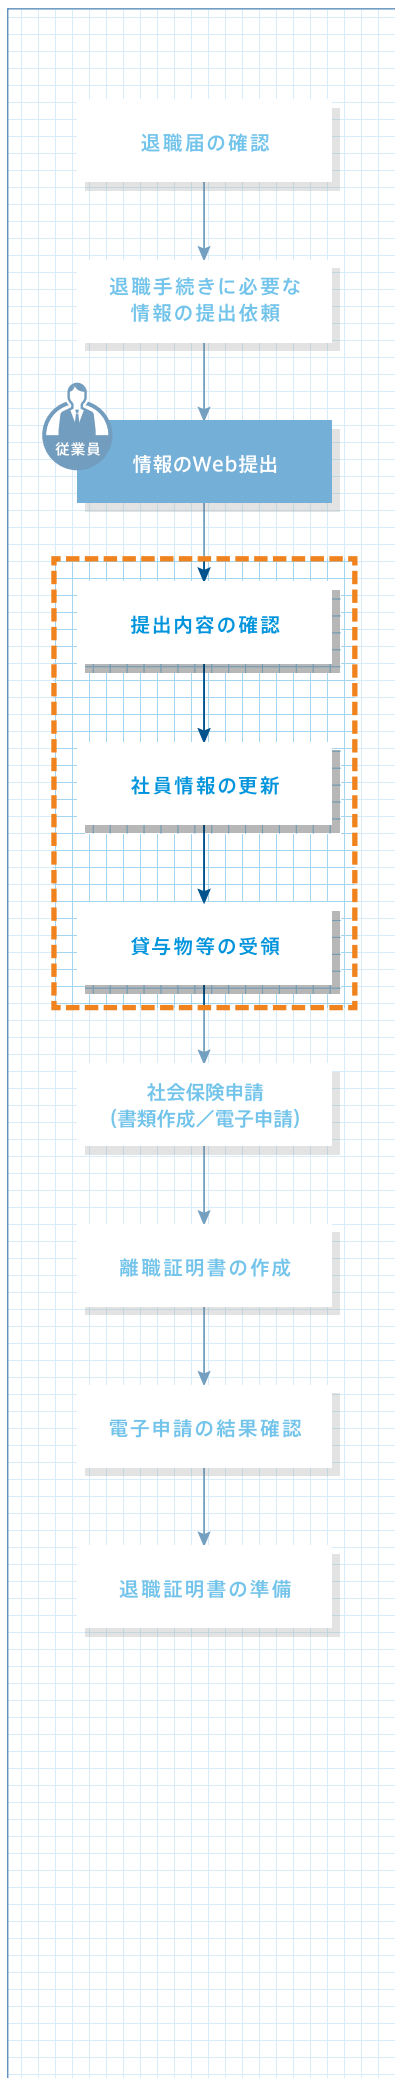 退職届の確認
退職手続きに必要な
情報の提出依頼
従業員
情報のWeb提出
提出内容の確認
社員情報の更新
貸与物等の受領
社会保険申請
(書類作成／電子申請)
離職証明書の作成
電子申請の結果確認
退職証明書の準備